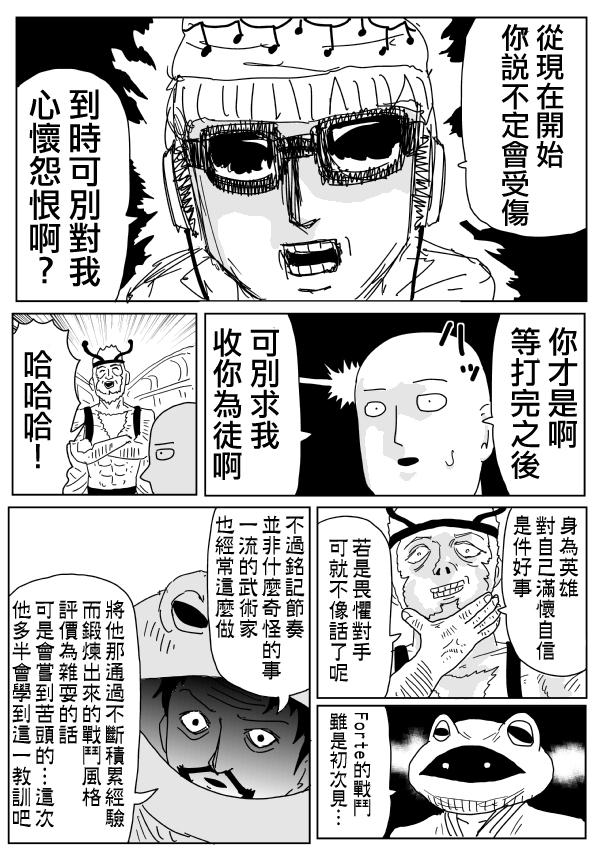 從現在開始
你說不定會受傷
到時可別對我
心懷怨恨啊？
你才是啊
等打完之後
可別求我
收你為徒啊
ハッ
哈哈哈！
身為英雄
對自己滿懷自信
是件好事
若是畏懼對手
可就不像話了呢
Forte的戰鬥
雖是初次見…
不過銘記節奏
並非什麼奇怪的事
一流的武術家
也經常這麼做
將他那通過不斷積累經驗
而鍛煉出來的戰鬥風格
評價為雜耍的話
可是會嘗到苦頭的…這次
他多半會學到這一教訓吧